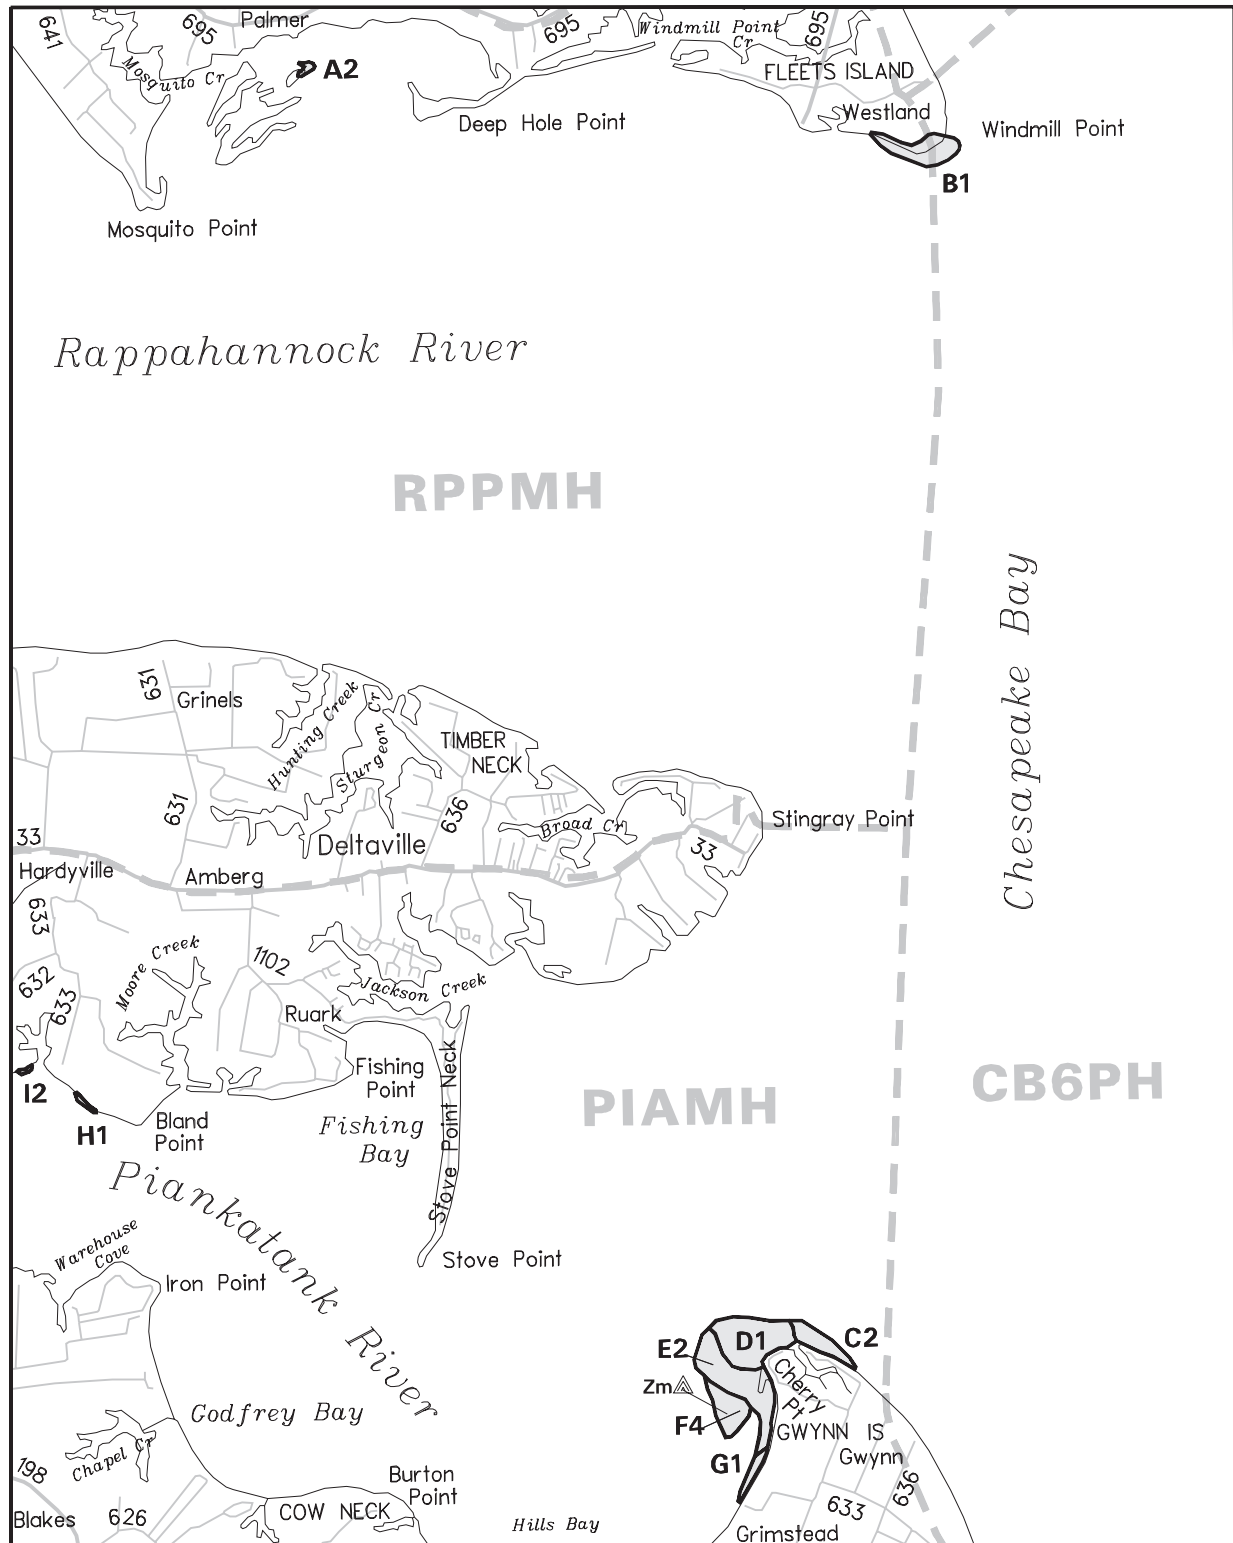 641
695
Palmer
695
Windmill Point
Cr
695
Mosquito Cr
A2
FLEETS ISLAND
Deep Hole Point
Westland
Windmill Point
B1
Mosquito Point
Rappahannock River
RPPMH
Chesapeake Bay
631
Grinels
Hunting Creek
Sturgeon Cr
TIMBER
NECK
631
636
33
Deltaville
Broad Cr
Stingray Point
33
Hardyville
Amberg
633
Moore Creek
1102
632
633
Jackson Creek
Ruark
I2
H1
Bland
Point
Fishing
Point
Fishing
Bay
Stove Point Neck
PIAMH
CB6PH
Piankatank River
Warehouse
Cove
Iron Point
Stove Point
E2
D1
C2
Zm
Cherry
Pt
F4
GWYNN IS
Gwynn
G1
Godfrey Bay
Chapel Cr
198
Burton
Point
636
633
Blakes
626
COW NECK
Hills Bay
Grimstead